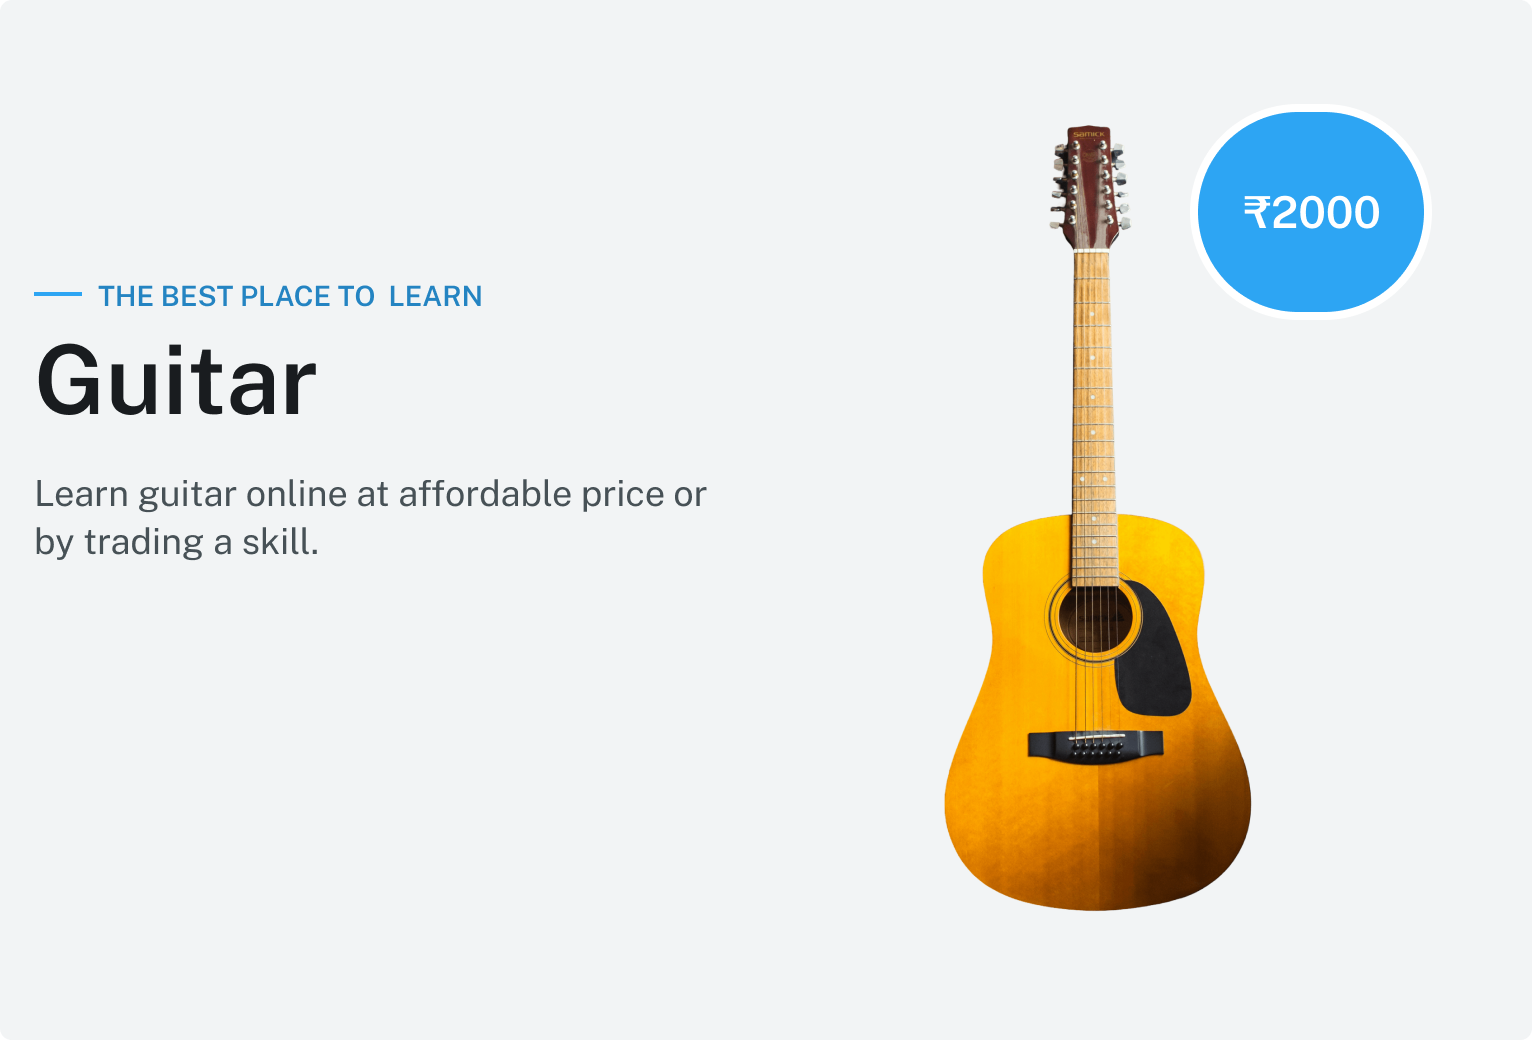 samick
₹2000
THE BEST PLACE TO LEARN
Guitar
Learn guitar online at affordable price or
by trading a skill.